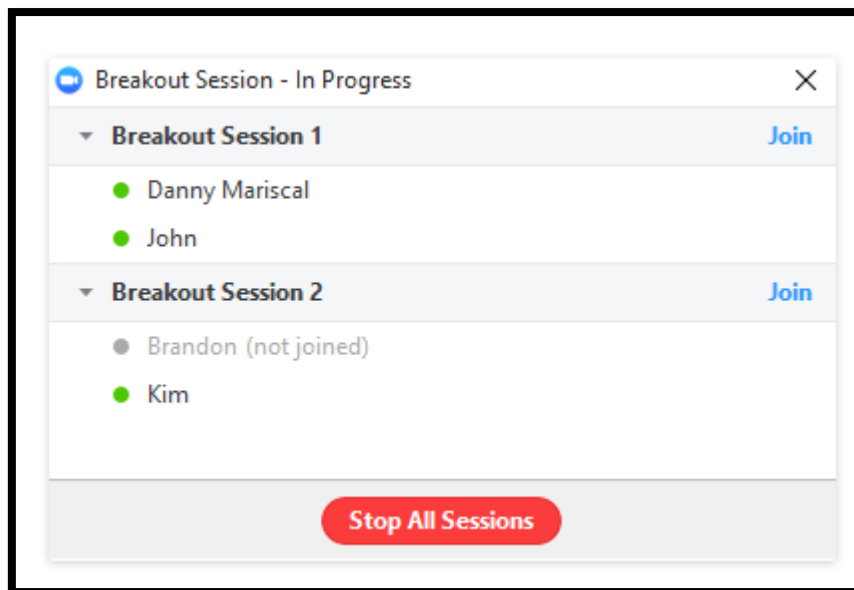 Breakout Session - In Progress
Breakout Session 1 Join
Danny Mariscal
John
Breakout Session 2 Join
Brandon (not joined)
Kim
Stop All Sessions